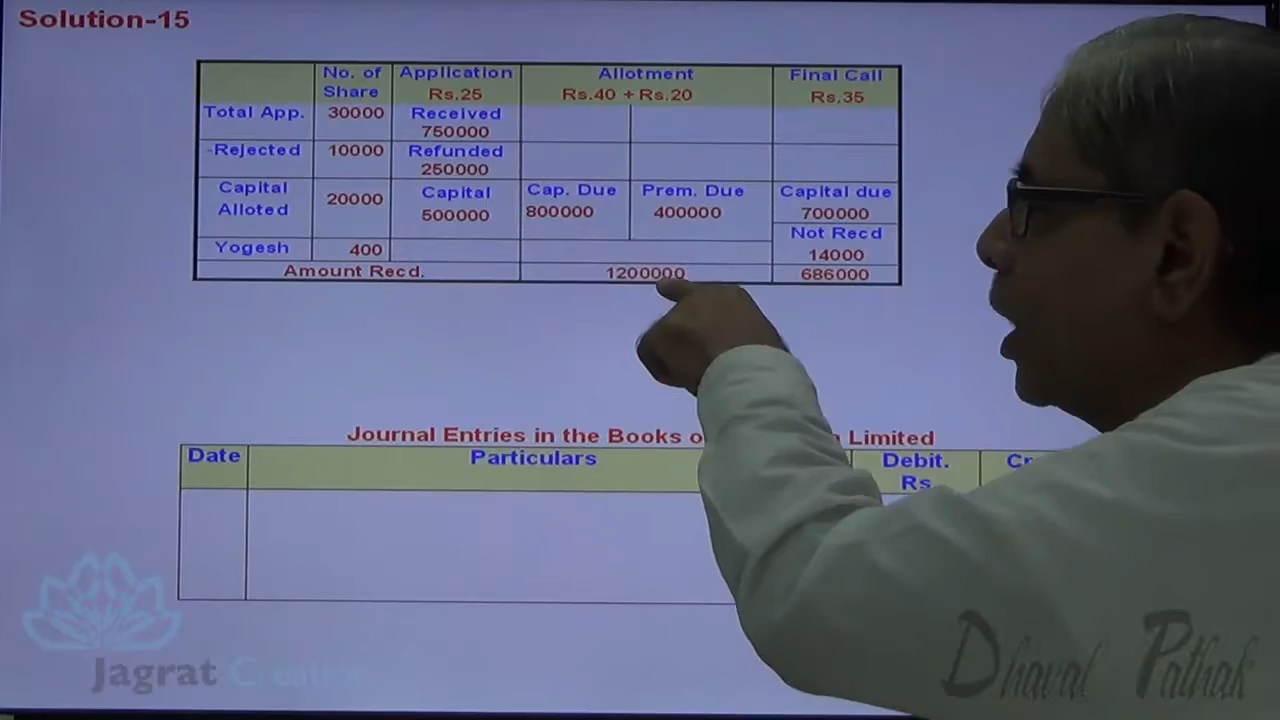 Solution-15
No. of Share Application Rs.25 Allotment Rs.40 + Rs.20 Final Call Rs.35
Total App. 30000 Received 750000
-Rejected 10000 Refunded 250000
Capital Alloted 20000 Capital 500000 Cap. Due 800000 Prem. Due 400000 Capital due 700000
Yogesh 400 Not Recd 14000
Amount Recd. 1200000 686000
Journal Entries in the Books Limited
Date Particulars Debit. Rs.
Jagrat Creator
Dhaval Pathak